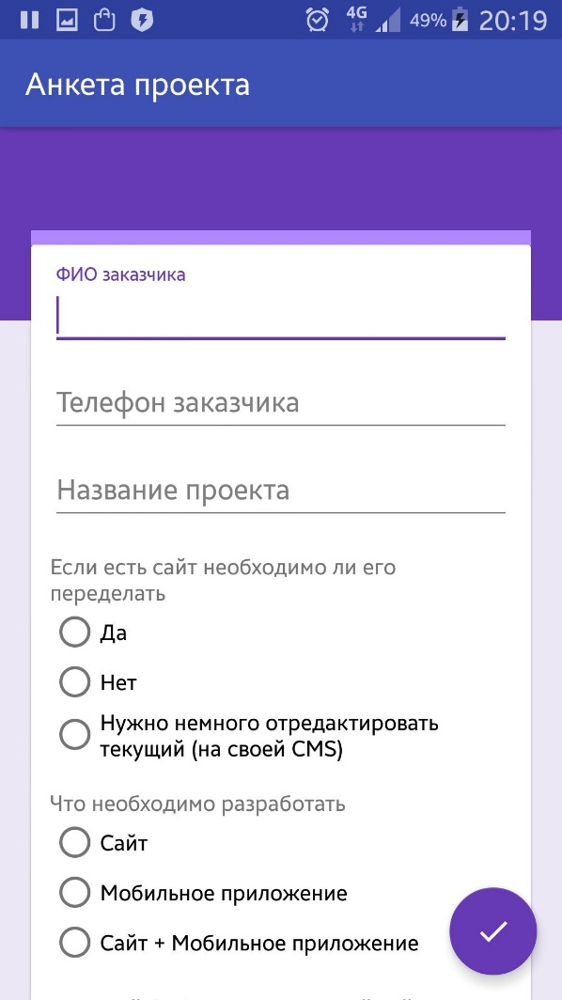 4G 49% 20:19
Анкета проекта
ФИО заказчика
Телефон заказчика
Название проекта
Если есть сайт необходимо ли его
переделать
Да
Нет
Нужно немного отредактировать
текущий (на своей CMS)
Что необходимо разработать
Сайт
Мобильное приложение
Сайт + Мобильное приложение